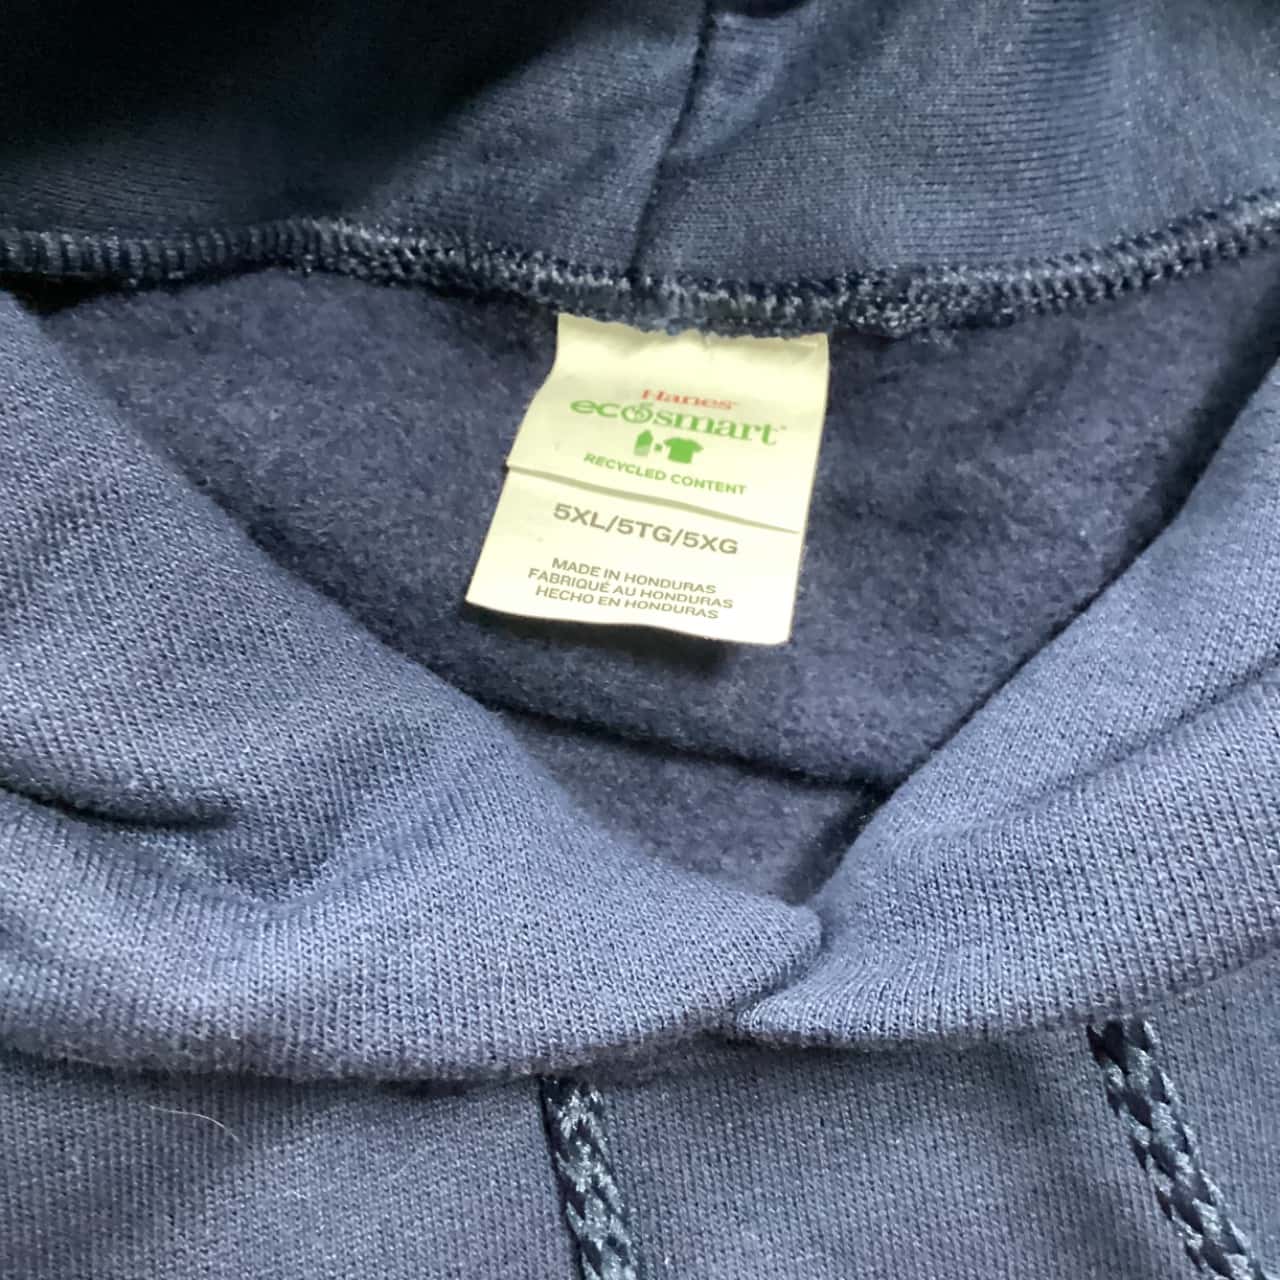 Hanes
ecosmart
RECYCLED CONTENT
5XL/5TG/5XG
MADE IN HONDURAS
FABRIQUÉ AU HONDURAS
HECHO EN HONDURAS